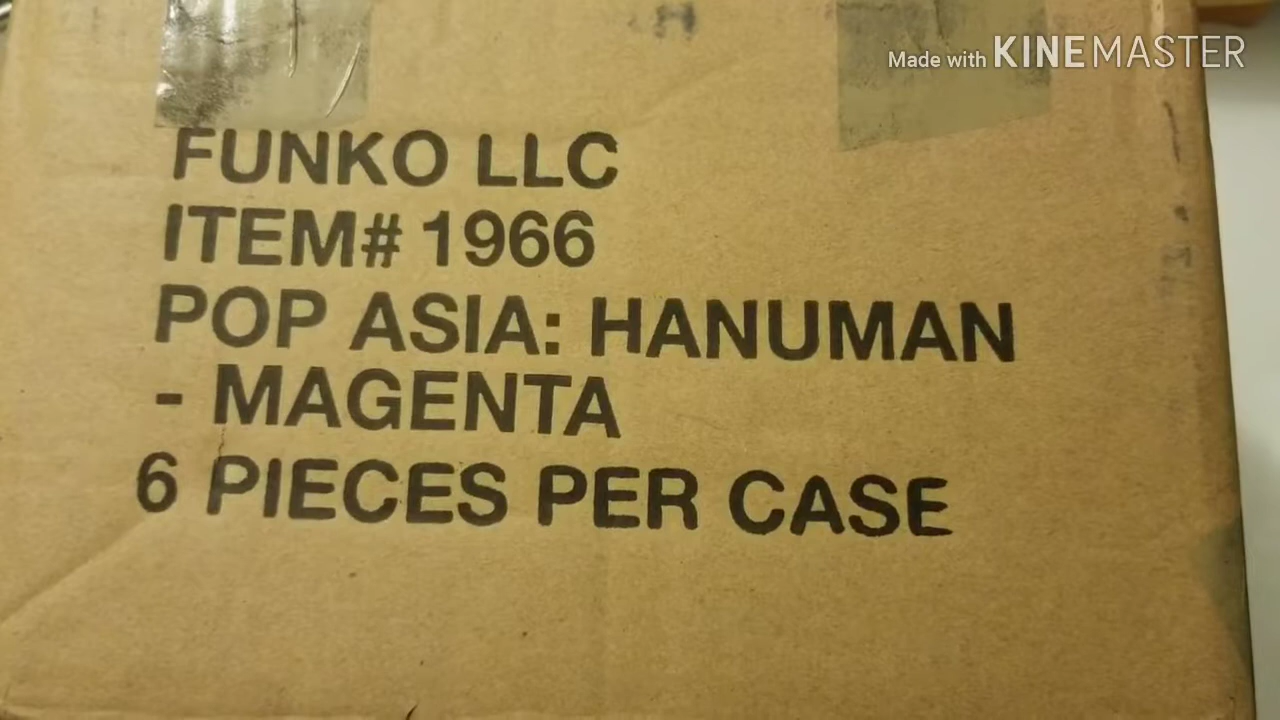 Made with KINEMASTER
FUNKO LLC
ITEM# 1966
POP ASIA: HANUMAN
- MAGENTA
6 PIECES PER CASE